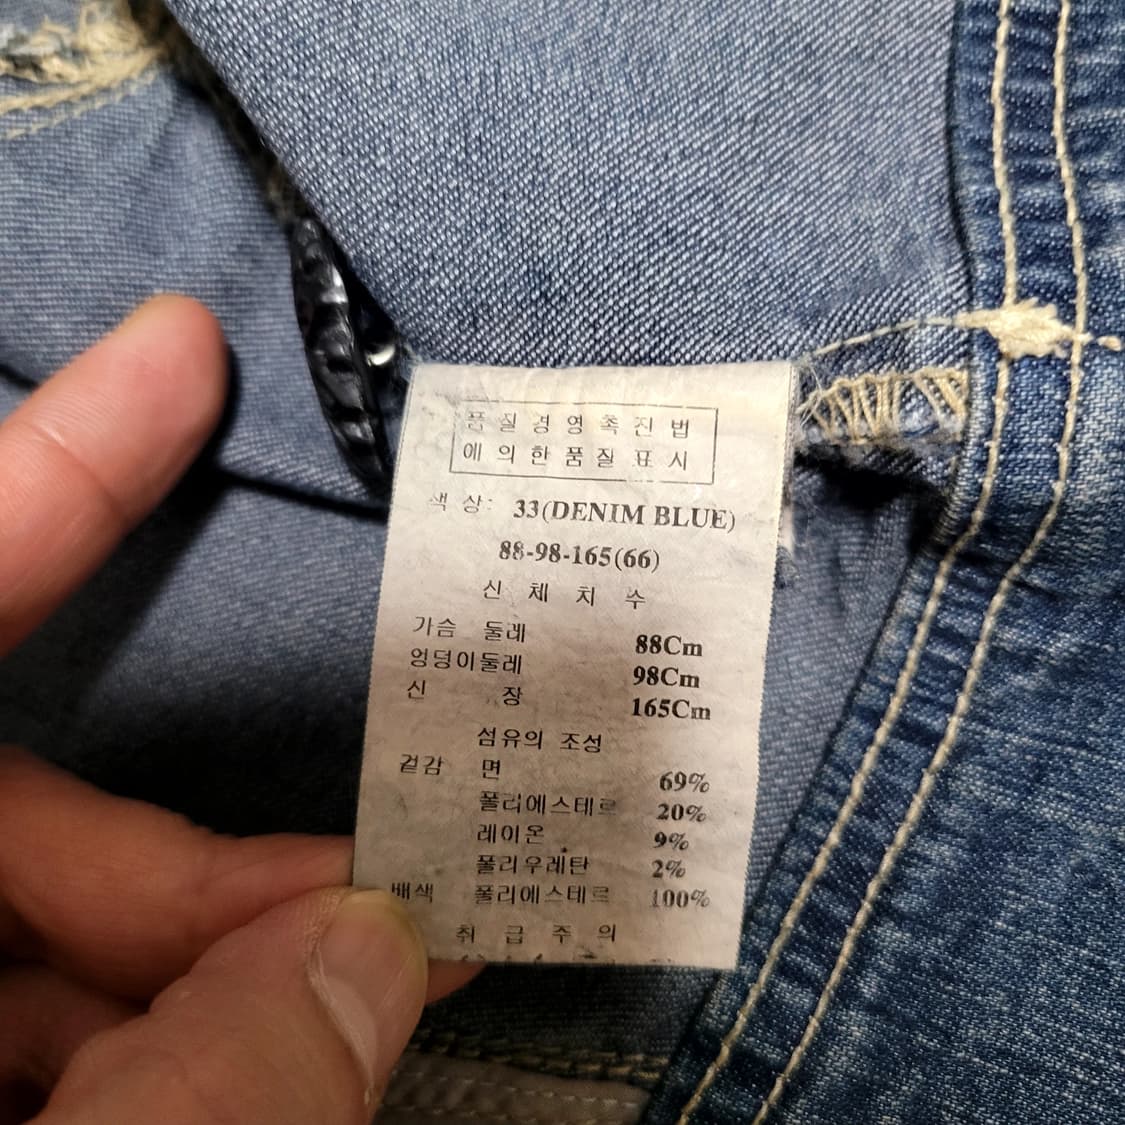 품질경영촉진법
에의한품질표시
색상: 33(DENIM BLUE)
88-98-165(66)
신체치수
가슴 둘레 88Cm
엉덩이둘레 98Cm
신 장 165Cm
섬유의 조성
겉감 면 69%
폴리에스테르 20%
레이온 9%
폴리우레탄 2%
배색 폴리에스테르 100%
취급주의